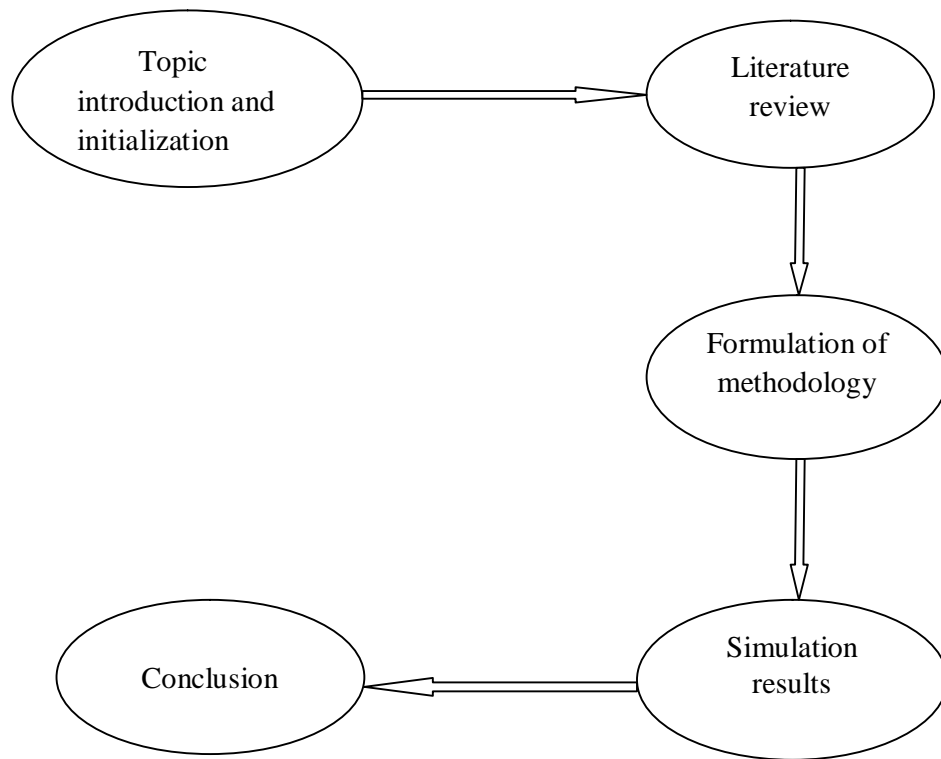 Topic
introduction and
initialization
Literature
review
Formulation of
methodology
Simulation
results
Conclusion